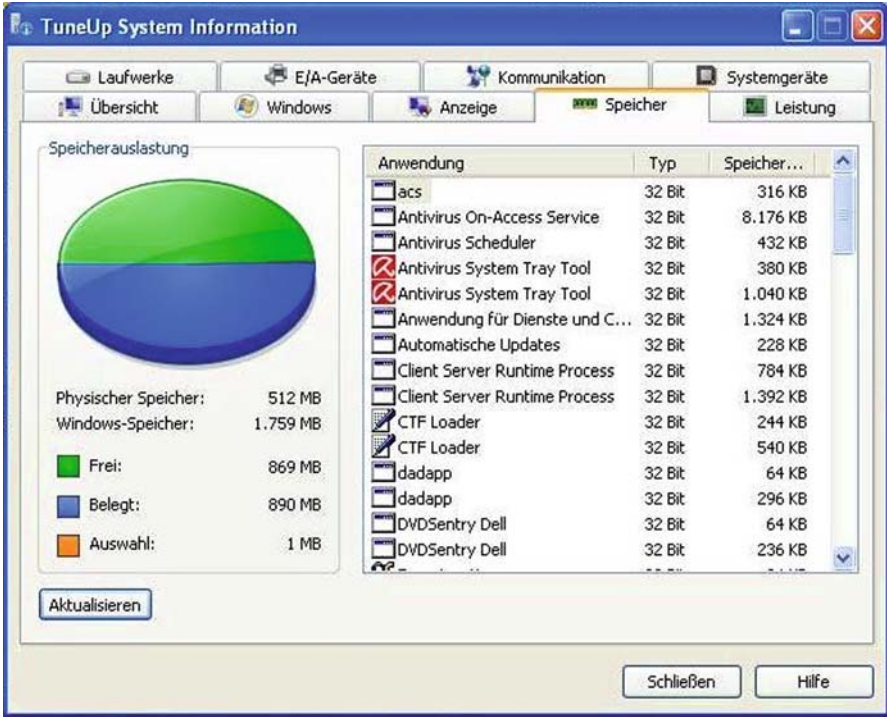 TuneUp System Information
Laufwerke E/A-Geräte Kommunikation Systemgeräte
Übersicht Windows Anzeige Speicher Leistung
Speicherauslastung
Physischer Speicher: 512 MB
Windows-Speicher: 1.759 MB
Frei: 869 MB
Belegt: 890 MB
Auswahl: 1 MB
Aktualisieren
Anwendung Typ Speicher...
acs 32 Bit 316 KB
Antivirus On-Access Service 32 Bit 8.176 KB
Antivirus Scheduler 32 Bit 432 KB
Antivirus System Tray Tool 32 Bit 380 KB
Antivirus System Tray Tool 32 Bit 1.040 KB
Anwendung für Dienste und C... 32 Bit 1.324 KB
Automatische Updates 32 Bit 228 KB
Client Server Runtime Process 32 Bit 784 KB
Client Server Runtime Process 32 Bit 1.392 KB
CTF Loader 32 Bit 244 KB
CTF Loader 32 Bit 540 KB
dadapp 32 Bit 64 KB
dadapp 32 Bit 296 KB
DVDSentry Dell 32 Bit 64 KB
DVDSentry Dell 32 Bit 236 KB
Schließen Hilfe